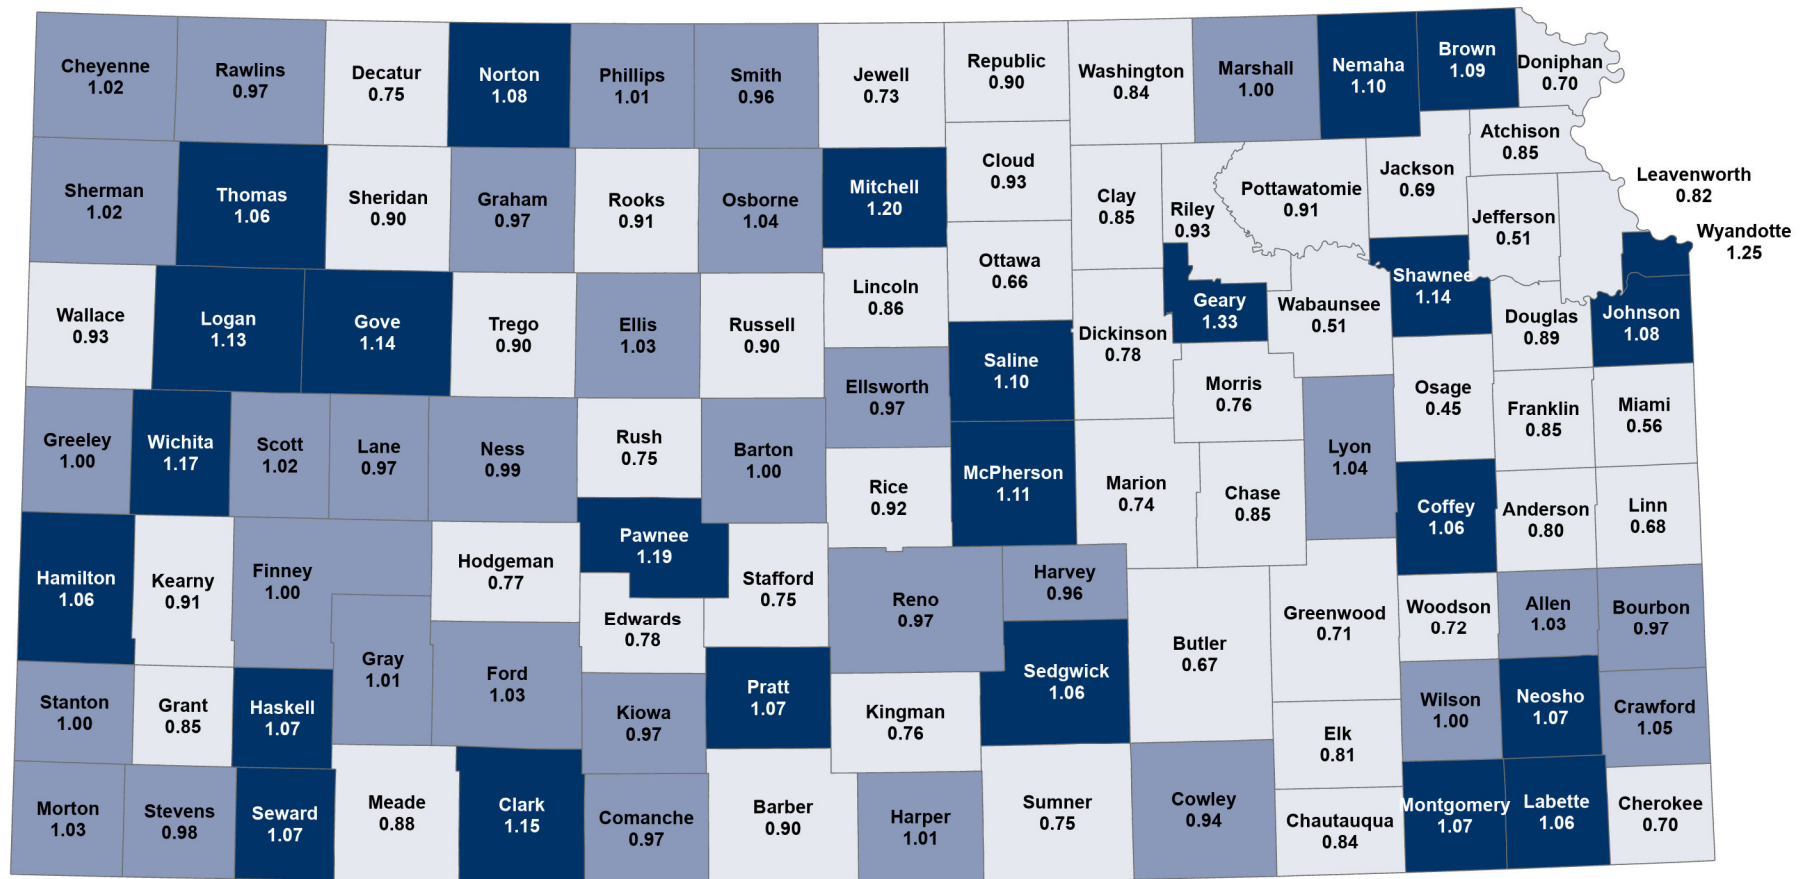 Cheyenne
1.02
Rawlins
0.97
Decatur
0.75
Norton
1.08
Phillips
1.01
Smith
0.96
Jewell
0.73
Republic
0.90
Washington
0.84
Marshall
1.00
Nemaha
1.10
Brown
1.09
Doniphan
0.70
Atchison
0.85
Sherman
1.02
Thomas
1.06
Sheridan
0.90
Graham
0.97
Rooks
0.91
Osborne
1.04
Mitchell
1.20
Cloud
0.93
Clay
0.85
Riley
0.93
Pottawatomie
0.91
Jackson
0.69
Jefferson
0.51
Leavenworth
0.82
Wyandotte
1.25
Wallace
0.93
Logan
1.13
Gove
1.14
Trego
0.90
Ellis
1.03
Russell
0.90
Lincoln
0.86
Ottawa
0.66
Dickinson
0.78
Geary
1.33
Wabaunsee
0.51
Shawnee
1.14
Douglas
0.89
Johnson
1.08
Greeley
1.00
Wichita
1.17
Scott
1.02
Lane
0.97
Ness
0.99
Rush
0.75
Barton
1.00
Ellsworth
0.97
Saline
1.10
Morris
0.76
Lyon
1.04
Osage
0.45
Franklin
0.85
Miami
0.56
Rice
0.92
McPherson
1.11
Marion
0.74
Chase
0.85
Coffey
1.06
Anderson
0.80
Linn
0.68
Hamilton
1.06
Kearny
0.91
Finney
1.00
Hodgeman
0.77
Pawnee
1.19
Stafford
0.75
Edwards
0.78
Reno
0.97
Harvey
0.96
Butler
0.67
Greenwood
0.71
Woodson
0.72
Allen
1.03
Bourbon
0.97
Stanton
1.00
Grant
0.85
Haskell
1.07
Gray
1.01
Ford
1.03
Kiowa
0.97
Pratt
1.07
Kingman
0.76
Sedgwick
1.06
Elk
0.81
Wilson
1.00
Neosho
1.07
Crawford
1.05
Morton
1.03
Stevens
0.98
Seward
1.07
Meade
0.88
Clark
1.15
Comanche
0.97
Barber
0.90
Harper
1.01
Sumner
0.75
Cowley
0.94
Chautauqua
0.84
Montgomery
1.07
Labette
1.06
Cherokee
0.70